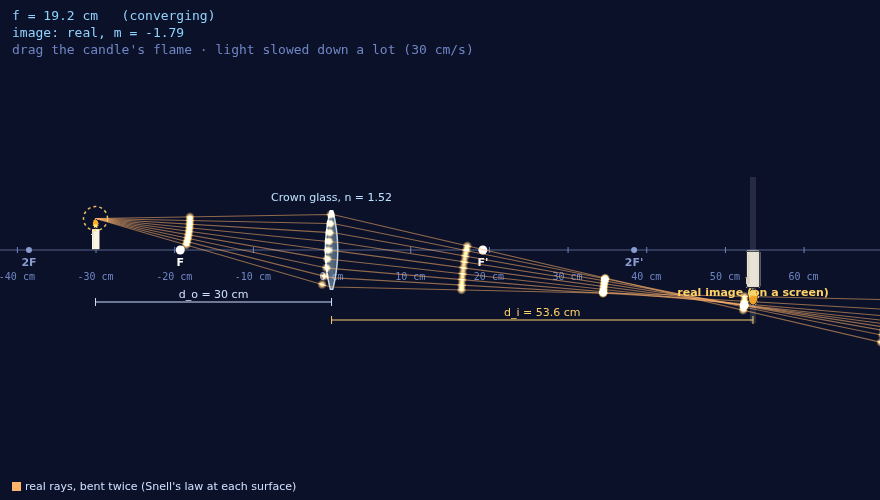 f = 19.2 cm (converging)
image: real, m = -1.79
drag the candle's flame · light slowed down a lot (30 cm/s)
Crown glass, n = 1.52
2F F F' 2F'
-40 cm -30 cm -20 cm -10 cm cm 10 cm 20 cm 30 cm 40 cm 50 cm 60 cm
real image (on a screen)
d_o = 30 cm
d_i = 53.6 cm
real rays, bent twice (Snell's law at each surface)